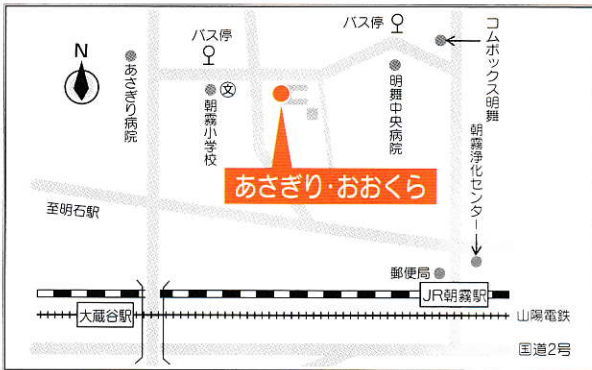 バス停
バス停
コムボックス明舞
N
あさぎり病院
文
朝霧小学校
明舞中央病院
朝霧浄化センター
あさぎり・おおくら
至明石駅
郵便局
JR朝霧駅
大蔵谷駅
山陽電鉄
国道2号